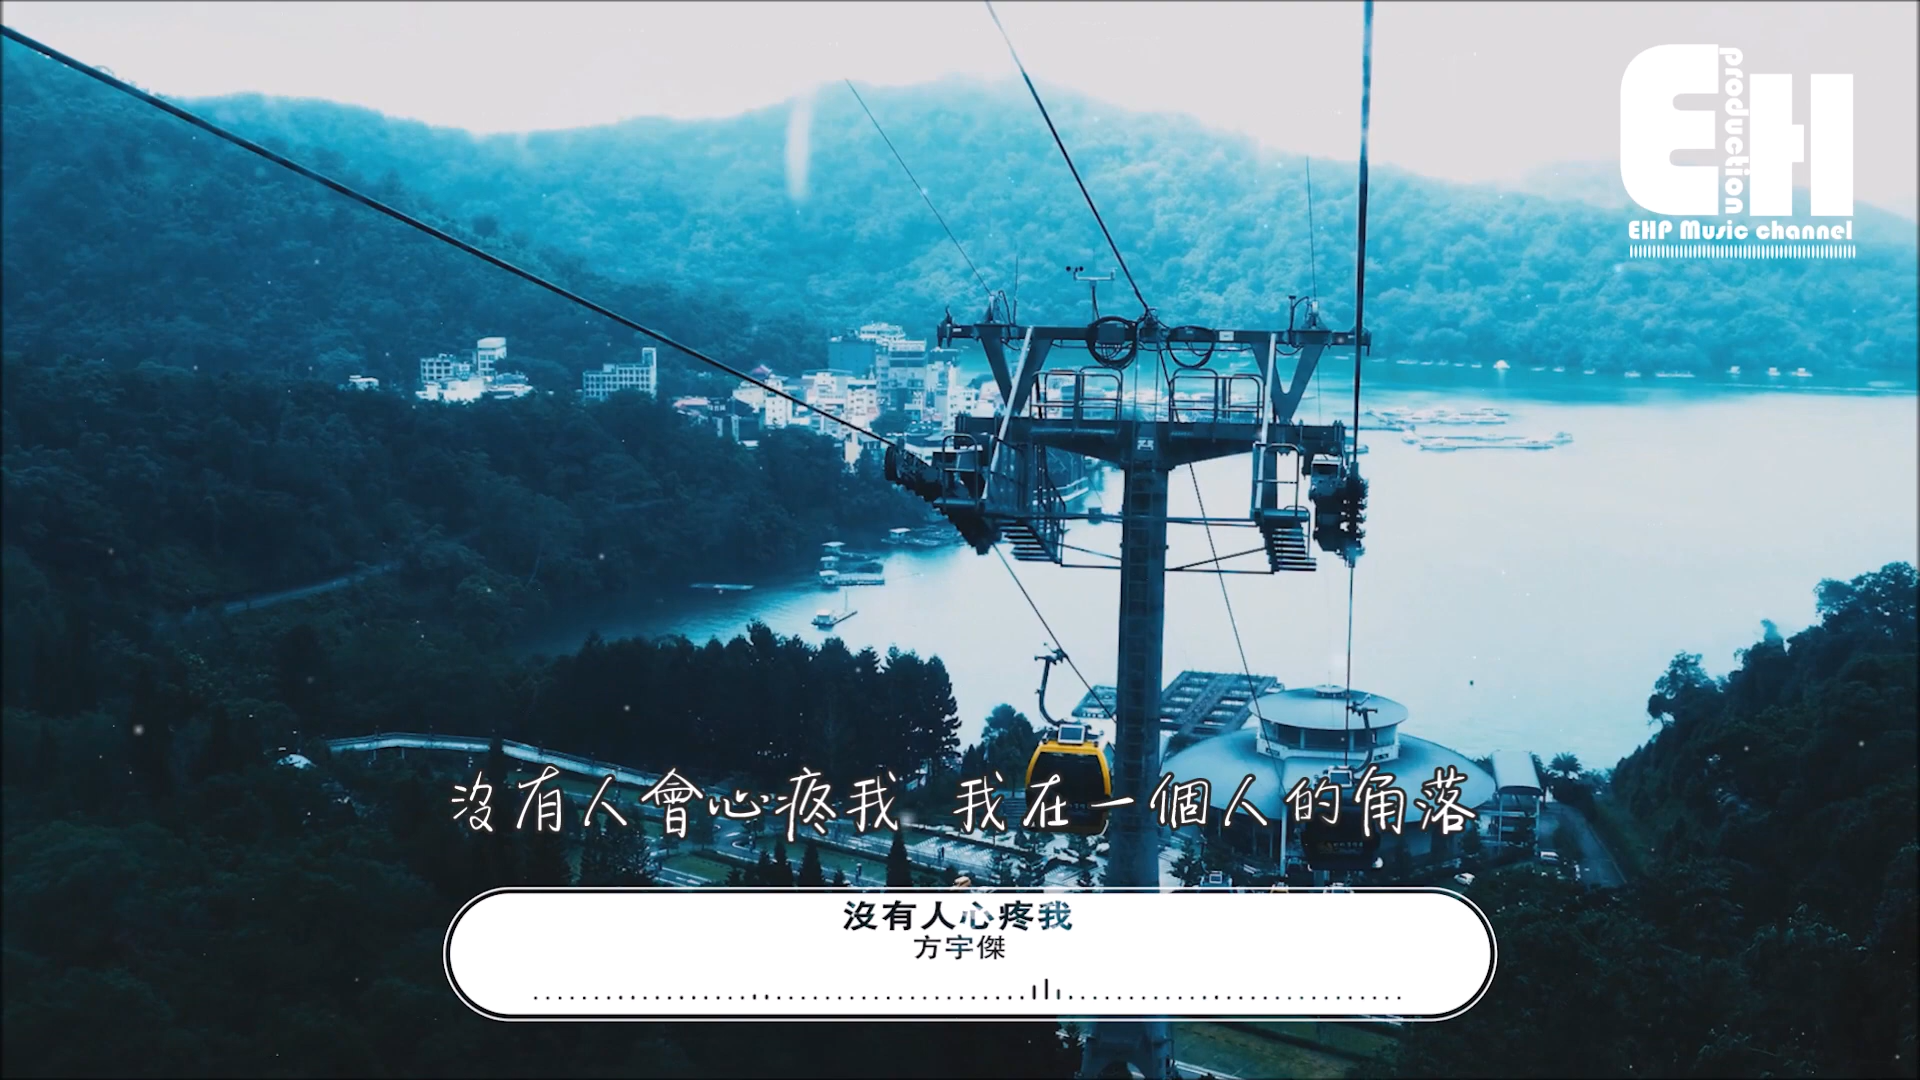 production
EH
EHP Music channel
沒有人會心疼我 我在一個人的角落
沒有人心疼我
方宇傑